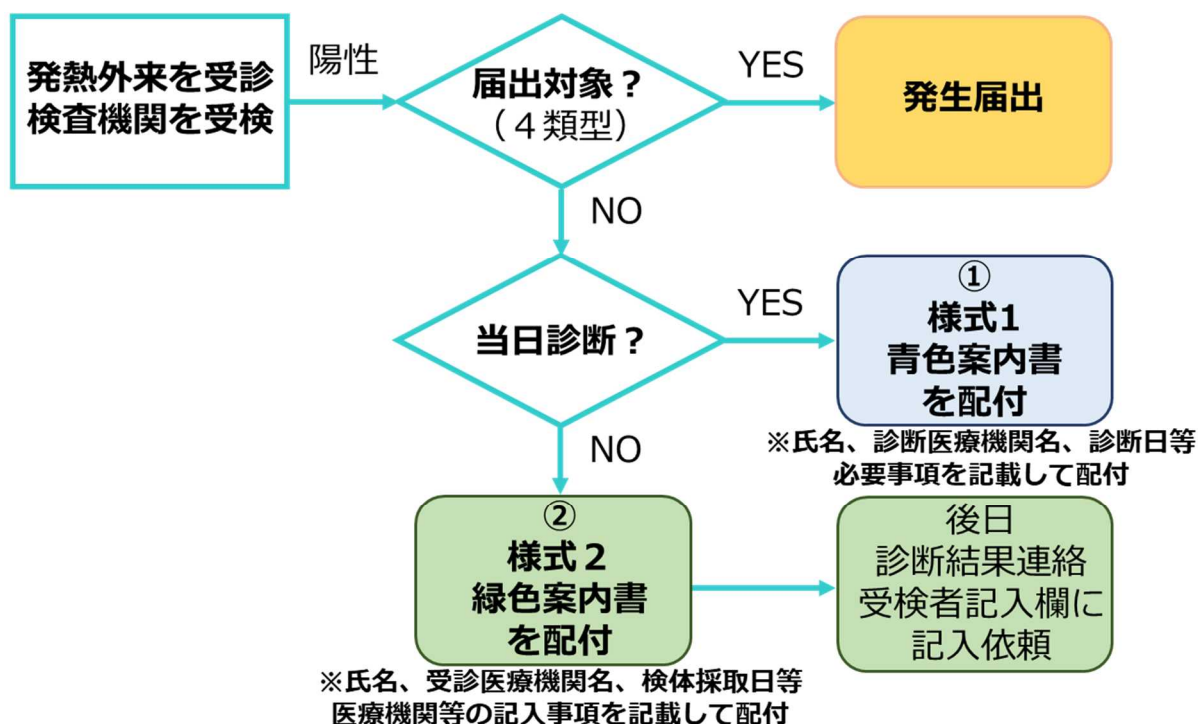 発熱外来を受診
検査機関を受検
陽性
届出対象？
（４類型）
YES
発生届出
NO
当日診断？
YES
①
様式1
青色案内書
を配付
※氏名、診断医療機関名、診断日等
必要事項を記載して配付
NO
②
様式２
緑色案内書
を配付
※氏名、受診医療機関名、検体採取日等
医療機関等の記入事項を記載して配付
後日
診断結果連絡
受検者記入欄に
記入依頼